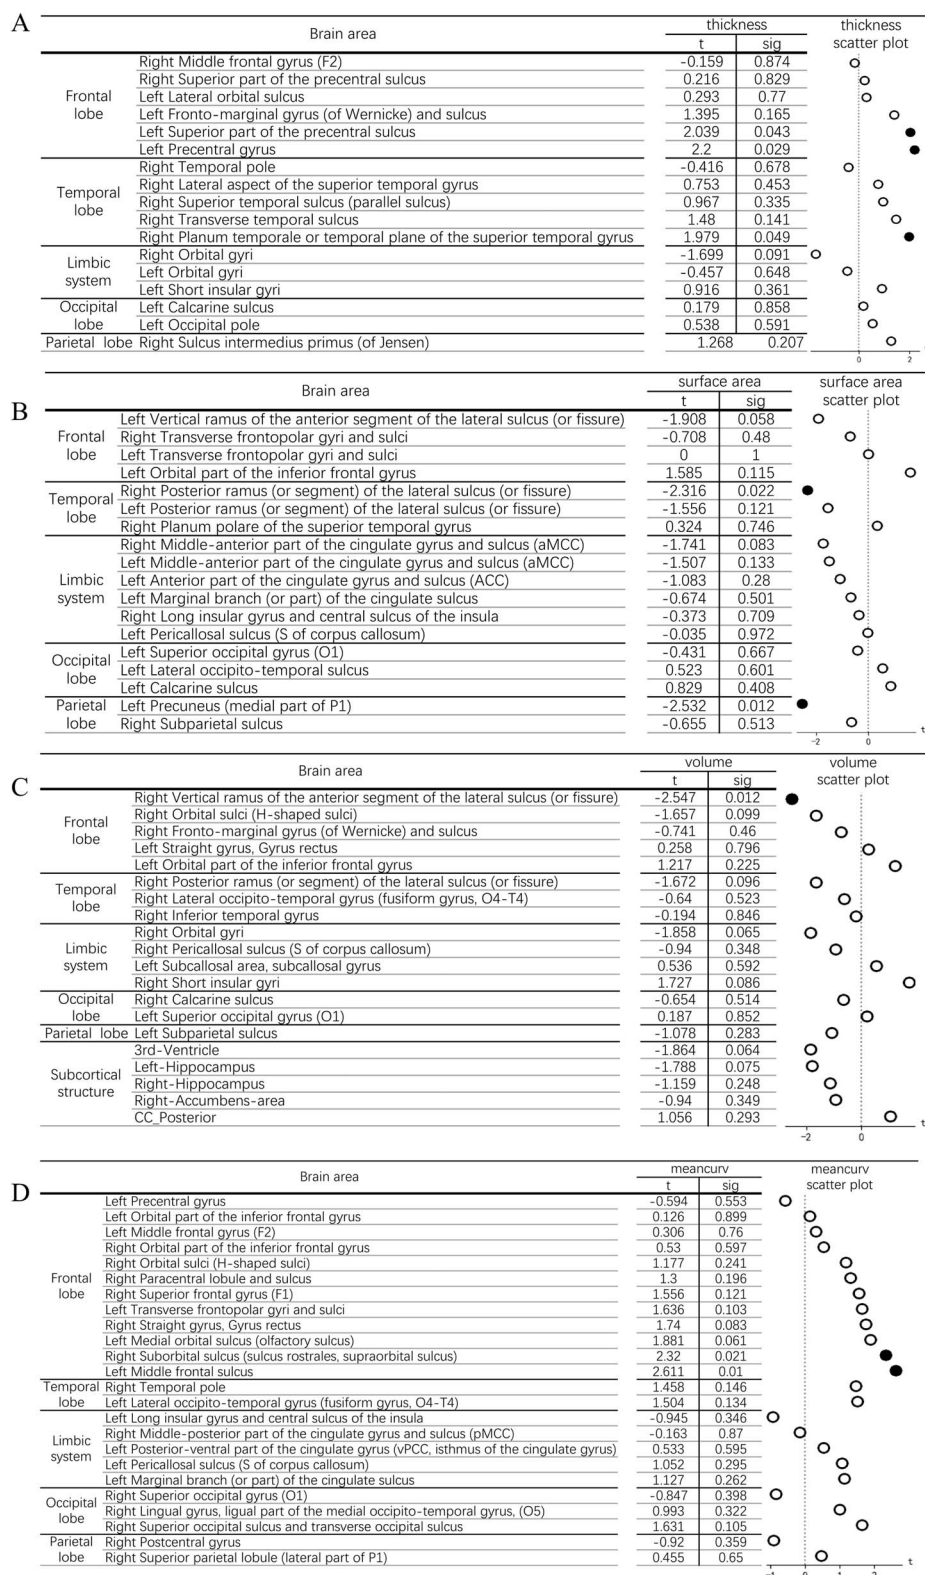 A
Brain area thickness thickness scatter plot
t sig
Frontal lobe
Right Middle frontal gyrus (F2) -0.159 0.874
Right Superior part of the precentral sulcus 0.216 0.829
Left Lateral orbital sulcus 0.293 0.77
Left Fronto-marginal gyrus (of Wernicke) and sulcus 1.395 0.165
Left Superior part of the precentral sulcus 2.039 0.043
Left Precentral gyrus 2.2 0.029
Temporal lobe
Right Temporal pole -0.416 0.678
Right Lateral aspect of the superior temporal gyrus 0.753 0.453
Right Superior temporal sulcus (parallel sulcus) 0.967 0.335
Right Transverse temporal sulcus 1.48 0.141
Right Planum temporale or temporal plane of the superior temporal gyrus 1.979 0.049
Limbic system
Right Orbital gyri -1.699 0.091
Left Orbital gyri -0.457 0.648
Left Short insular gyri 0.916 0.361
Occipital lobe
Left Calcarine sulcus 0.179 0.858
Left Occipital pole 0.538 0.591
Parietal lobe Right Sulcus intermedius primus (of Jensen) 1.268 0.207
0 2
B
Brain area surface area surface area scatter plot
t sig
Frontal lobe
Left Vertical ramus of the anterior segment of the lateral sulcus (or fissure) -1.908 0.058
Right Transverse frontopolar gyri and sulci -0.708 0.48
Left Transverse frontopolar gyri and sulci 0 1
Left Orbital part of the inferior frontal gyrus 1.585 0.115
Temporal lobe
Right Posterior ramus (or segment) of the lateral sulcus (or fissure) -2.316 0.022
Left Posterior ramus (or segment) of the lateral sulcus (or fissure) -1.556 0.121
Right Planum polare of the superior temporal gyrus 0.324 0.746
Limbic system
Right Middle-anterior part of the cingulate gyrus and sulcus (aMCC) -1.741 0.083
Left Middle-anterior part of the cingulate gyrus and sulcus (aMCC) -1.507 0.133
Left Anterior part of the cingulate gyrus and sulcus (ACC) -1.083 0.28
Left Marginal branch (or part) of the cingulate sulcus -0.674 0.501
Right Long insular gyrus and central sulcus of the insula -0.373 0.709
Left Pericallosal sulcus (S of corpus callosum) -0.035 0.972
Occipital lobe
Left Superior occipital gyrus (O1) -0.431 0.667
Left Lateral occipito-temporal sulcus 0.523 0.601
Left Calcarine sulcus 0.829 0.408
Parietal lobe
Left Precuneus (medial part of P1) -2.532 0.012
Right Subparietal sulcus -0.655 0.513
-2 0 t
C
Brain area volume volume scatter plot
t sig
Frontal lobe
Right Vertical ramus of the anterior segment of the lateral sulcus (or fissure) -2.547 0.012
Right Orbital sulci (H-shaped sulci) -1.657 0.099
Right Fronto-marginal gyrus (of Wernicke) and sulcus -0.741 0.46
Left Straight gyrus, Gyrus rectus 0.258 0.796
Left Orbital part of the inferior frontal gyrus 1.217 0.225
Temporal lobe
Right Posterior ramus (or segment) of the lateral sulcus (or fissure) -1.672 0.096
Right Lateral occipito-temporal gyrus (fusiform gyrus, O4-T4) -0.64 0.523
Right Inferior temporal gyrus -0.194 0.846
Limbic system
Right Orbital gyri -1.858 0.065
Right Pericallosal sulcus (S of corpus callosum) -0.94 0.348
Left Subcallosal area, subcallosal gyrus 0.536 0.592
Right Short insular gyri 1.727 0.086
Occipital lobe
Right Calcarine sulcus -0.654 0.514
Left Superior occipital gyrus (O1) 0.187 0.852
Parietal lobe Left Subparietal sulcus -1.078 0.283
Subcortical structure
3rd-Ventricle -1.864 0.064
Left-Hippocampus -1.788 0.075
Right-Hippocampus -1.159 0.248
Right-Accumbens-area -0.94 0.349
CC_Posterior 1.056 0.293
-2 0 t
D
Brain area meancurv meancurv scatter plot
t sig
Frontal lobe
Left Precentral gyrus -0.594 0.553
Left Orbital part of the inferior frontal gyrus 0.126 0.899
Left Middle frontal gyrus (F2) 0.306 0.76
Right Orbital part of the inferior frontal gyrus 0.53 0.597
Right Orbital sulci (H-shaped sulci) 1.177 0.241
Right Paracentral lobule and sulcus 1.3 0.196
Right Superior frontal gyrus (F1) 1.556 0.121
Left Transverse frontopolar gyri and sulci 1.636 0.103
Right Straight gyrus, Gyrus rectus 1.74 0.083
Left Medial orbital sulcus (olfactory sulcus) 1.881 0.061
Right Suborbital sulcus (sulcus rostrales, supraorbital sulcus) 2.32 0.021
Left Middle frontal sulcus 2.611 0.01
Temporal lobe
Right Temporal pole 1.458 0.146
Left Lateral occipito-temporal gyrus (fusiform gyrus, O4-T4) 1.504 0.134
Limbic system
Left Long insular gyrus and central sulcus of the insula -0.945 0.346
Right Middle-posterior part of the cingulate gyrus and sulcus (pMCC) -0.163 0.87
Left Posterior-ventral part of the cingulate gyrus (vPCC, isthmus of the cingulate gyrus) 0.533 0.595
Left Pericallosal sulcus (S of corpus callosum) 1.052 0.295
Left Marginal branch (or part) of the cingulate sulcus 1.127 0.262
Occipital lobe
Right Superior occipital gyrus (O1) -0.847 0.398
Right Lingual gyrus, ligual part of the medial occipito-temporal gyrus, (O5) 0.993 0.322
Right Superior occipital sulcus and transverse occipital sulcus 1.631 0.105
Parietal lobe
Right Postcentral gyrus -0.92 0.359
Right Superior parietal lobule (lateral part of P1) 0.455 0.65
-1 0 1 2 t